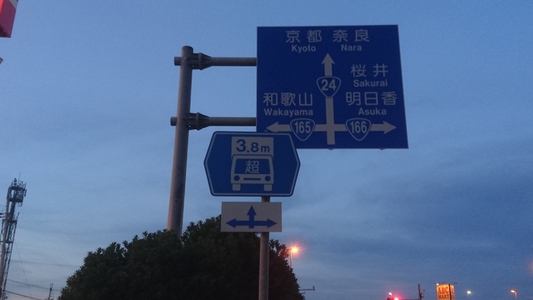 京都 奈良
Kyoto Nara
24
桜井
Sakurai
和歌山 明日香
Wakayama Asuka
165 166
3.8m
超